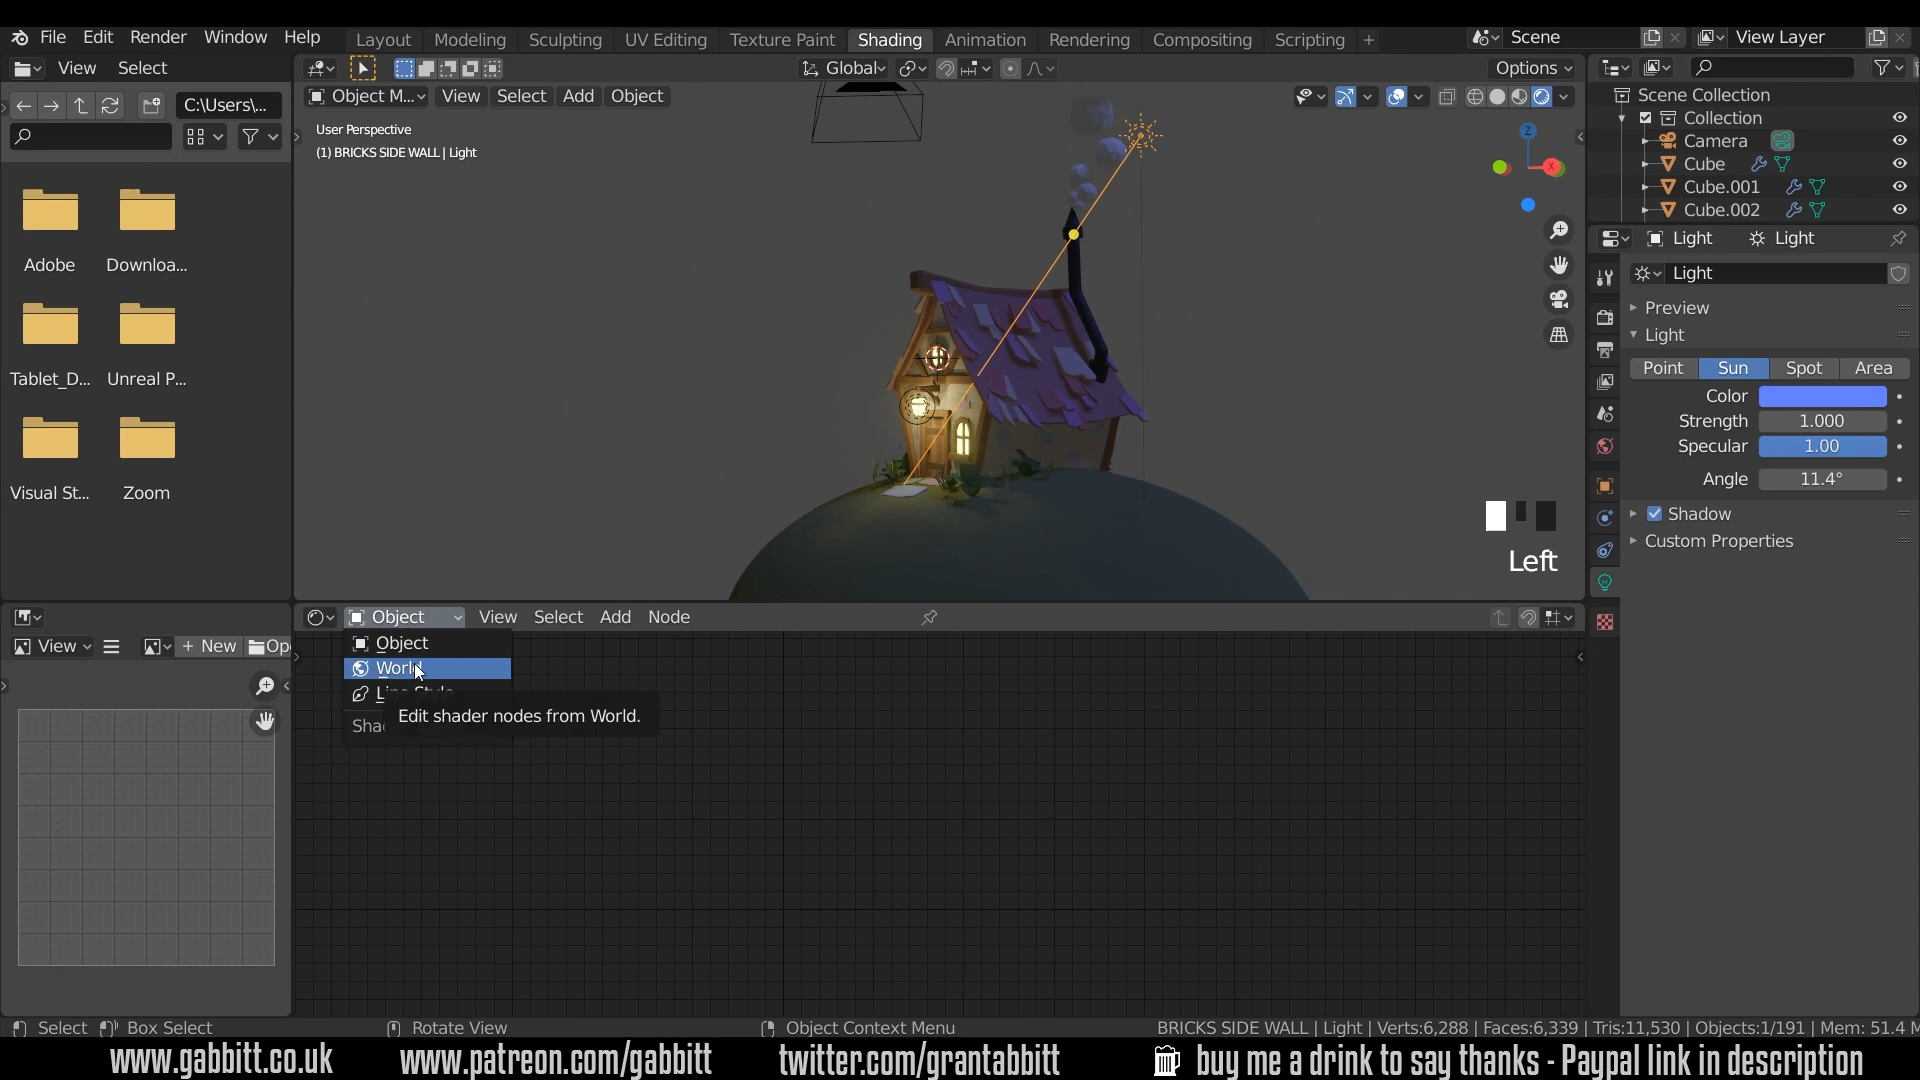 File Edit Render Window Help Layout Modeling Sculpting UV Editing Texture Paint Shading Animation Rendering Compositing Scripting + Scene View Layer
View Select Global Options
C:\Users\... Object M... View Select Add Object Scene Collection
Collection
User Perspective
(1) BRICKS SIDE WALL | Light
Camera
Cube
Cube.001
Cube.002
Z
X
Light Light
Adobe Downloa...
Light
Preview
Light
Tablet_D... Unreal P...
Point Sun Spot Area
Color
Strength 1.000
Specular 1.00
Angle 11.4°
Visual St... Zoom
Shadow
Custom Properties
Left
Object View Select Add Node
View + New Op
Object
World
Line Style
Edit shader nodes from World.
Sha
Select Box Select Rotate View Object Context Menu BRICKS SIDE WALL | Light | Verts:6,288 | Faces:6,339 | Tris:11,530 | Objects:1/191 | Mem: 51.4 M
www.gabbitt.co.uk www.patreon.com/gabbitt twitter.com/grantabbitt buy me a drink to say thanks - Paypal link in description